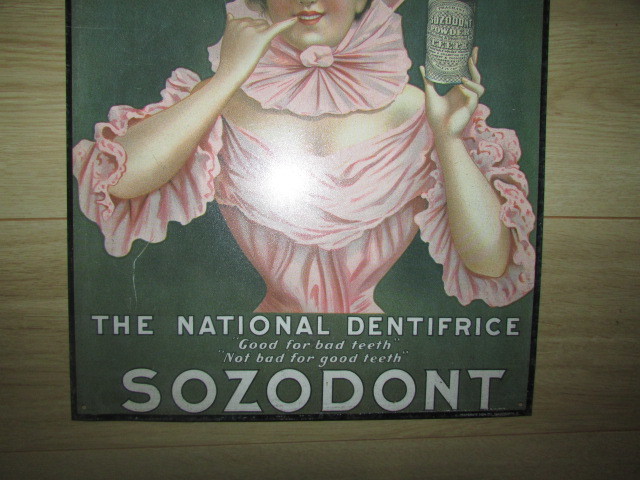 SOZODONT
POWDER
THE NATIONAL DENTIFRICE
"Good for bad teeth"
"Not bad for good teeth"
SOZODONT